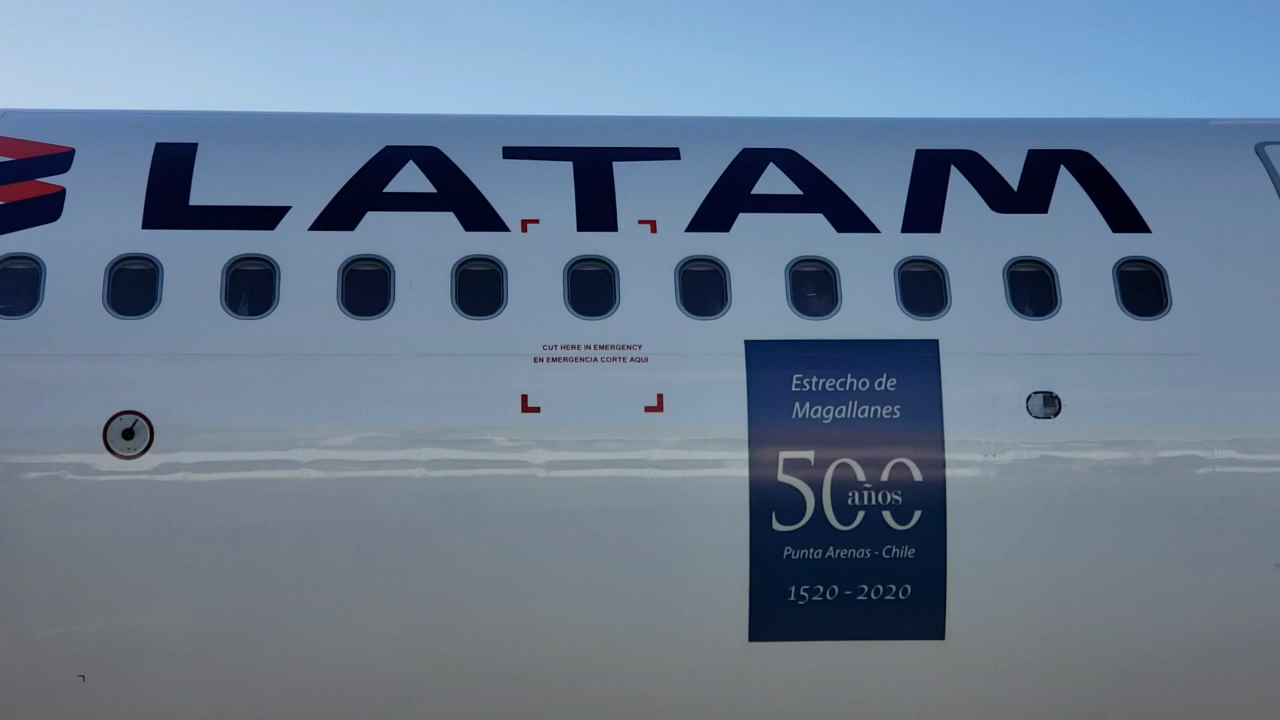 LATAM
CUT HERE IN EMERGENCY
EN EMERGENCIA CORTE AQUI
Estrecho de
Magallanes
500
años
Punta Arenas - Chile
1520 - 2020